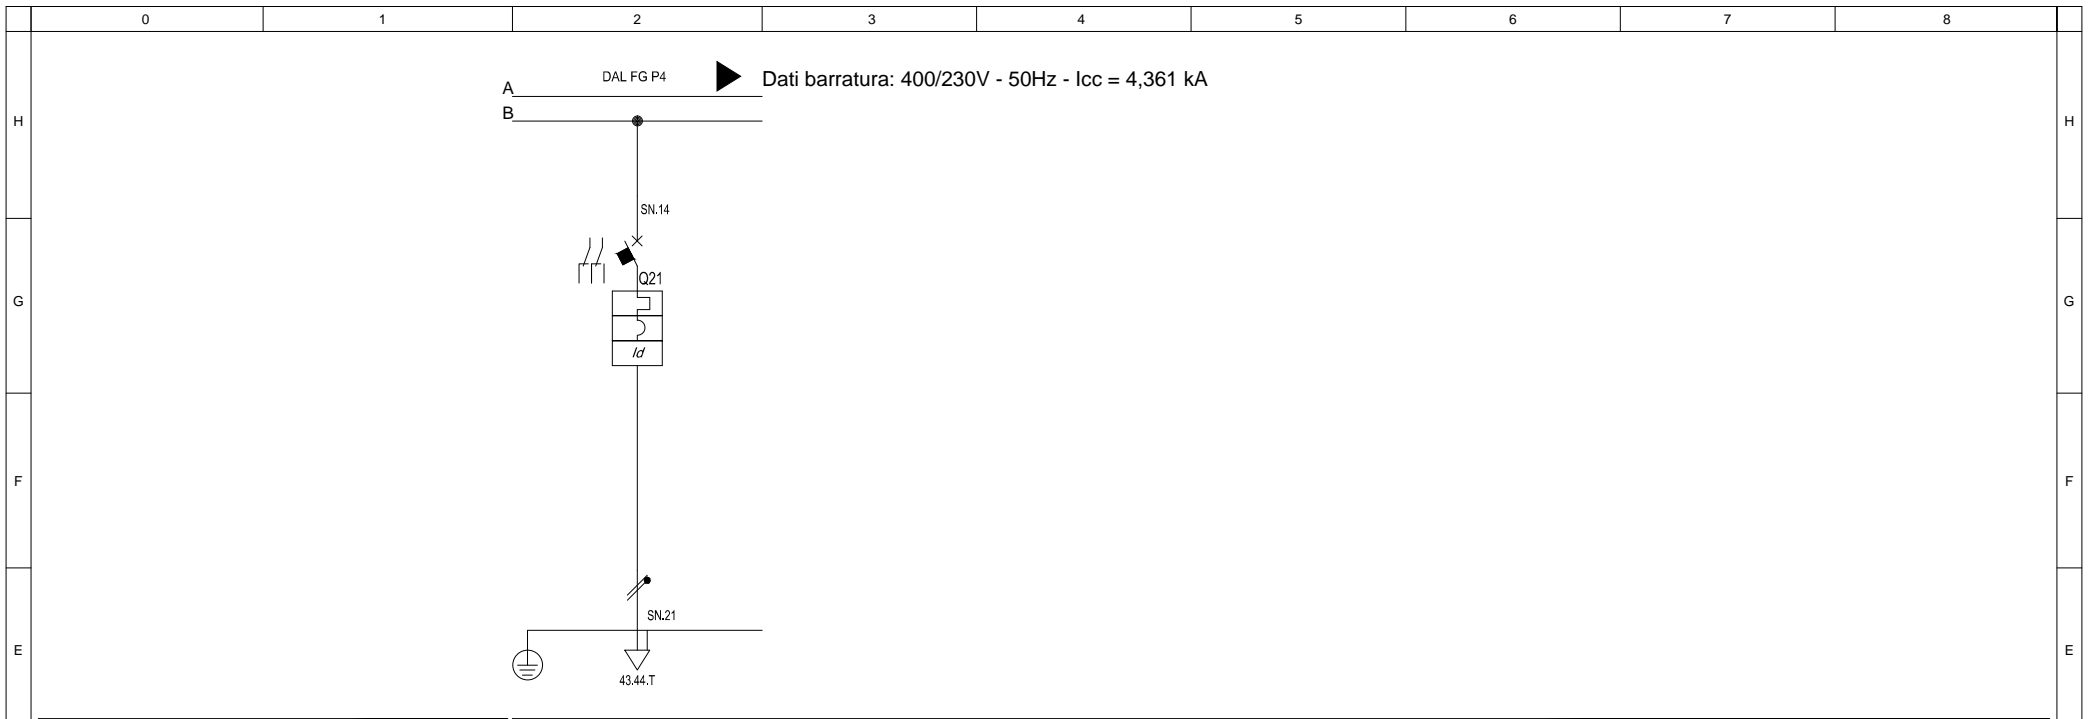 0 1 2 3 4 5 6 7 8
DAL FG P4
Dati barratura: 400/230V - 50Hz - Icc = 4,361 kA
A
B
H H
SN.14
Q21
G G
Id
F F
SN.21
E E
43.44.T